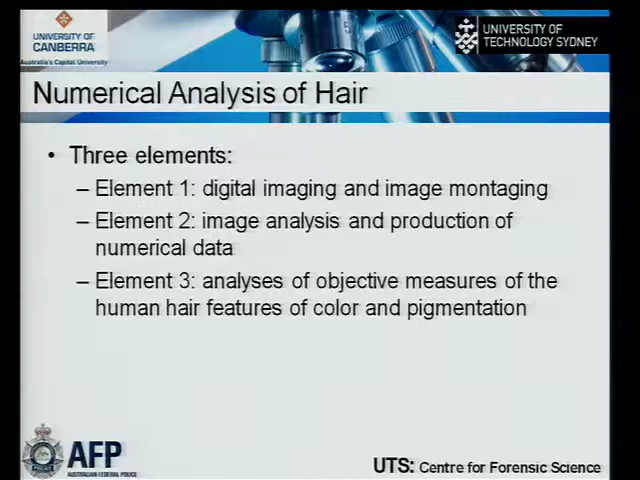 UNIVERSITY OF
CANBERRA
Australia's Capital University
UNIVERSITY OF
TECHNOLOGY SYDNEY
Numerical Analysis of Hair
• Three elements:
– Element 1: digital imaging and image montaging
– Element 2: image analysis and production of
numerical data
– Element 3: analyses of objective measures of the
human hair features of color and pigmentation
AFP
AUSTRALIAN FEDERAL POLICE
UTS: Centre for Forensic Science